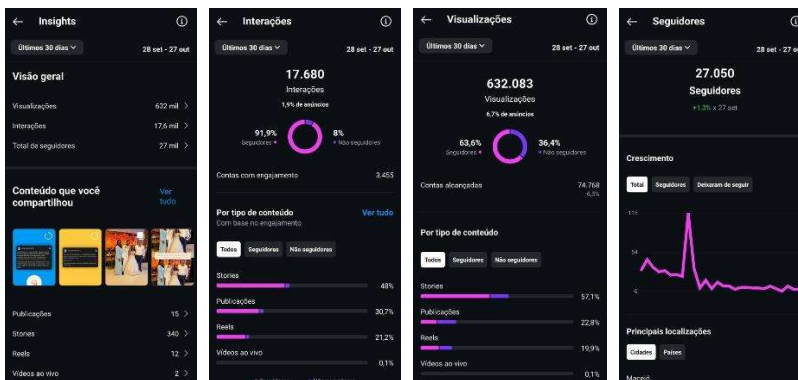 Insights
Últimos 30 dias
28 set - 27 out
Visão geral
Visualizações 632 mil
Interações 17,6 mil
Total de seguidores 27 mil
Conteúdo que você compartilhou
Ver tudo
Publicações 15
Stories 340
Reels 12
Vídeos ao vivo 2
Interações
Últimos 30 dias
28 set - 27 out
17.680
Interações
1,9% de anúncios
91,9%
Seguidores
8%
Não seguidores
Contas com engajamento 3.455
Por tipo de conteúdo
Ver tudo
Com base no engajamento
Todos Seguidores Não seguidores
Stories
48%
Publicações
30,7%
Reels
21,2%
Vídeos ao vivo
0,1%
Visualizações
Últimos 30 dias
28 set - 27 out
632.083
Visualizações
6,7% de anúncios
63,6%
Seguidores
36,4%
Não seguidores
Contas alcançadas 74.768
6,3%
Por tipo de conteúdo
Todos Seguidores Não seguidores
Stories
57,1%
Publicações
22,8%
Reels
19,9%
Vídeos ao vivo
0,1%
Seguidores
Últimos 30 dias
28 set - 27 ou
27.050
Seguidores
+1,3% x 27 set
Crescimento
Total Seguidores Deixaram de seguir
54
Principais localizações
Cidades Países
Maceió